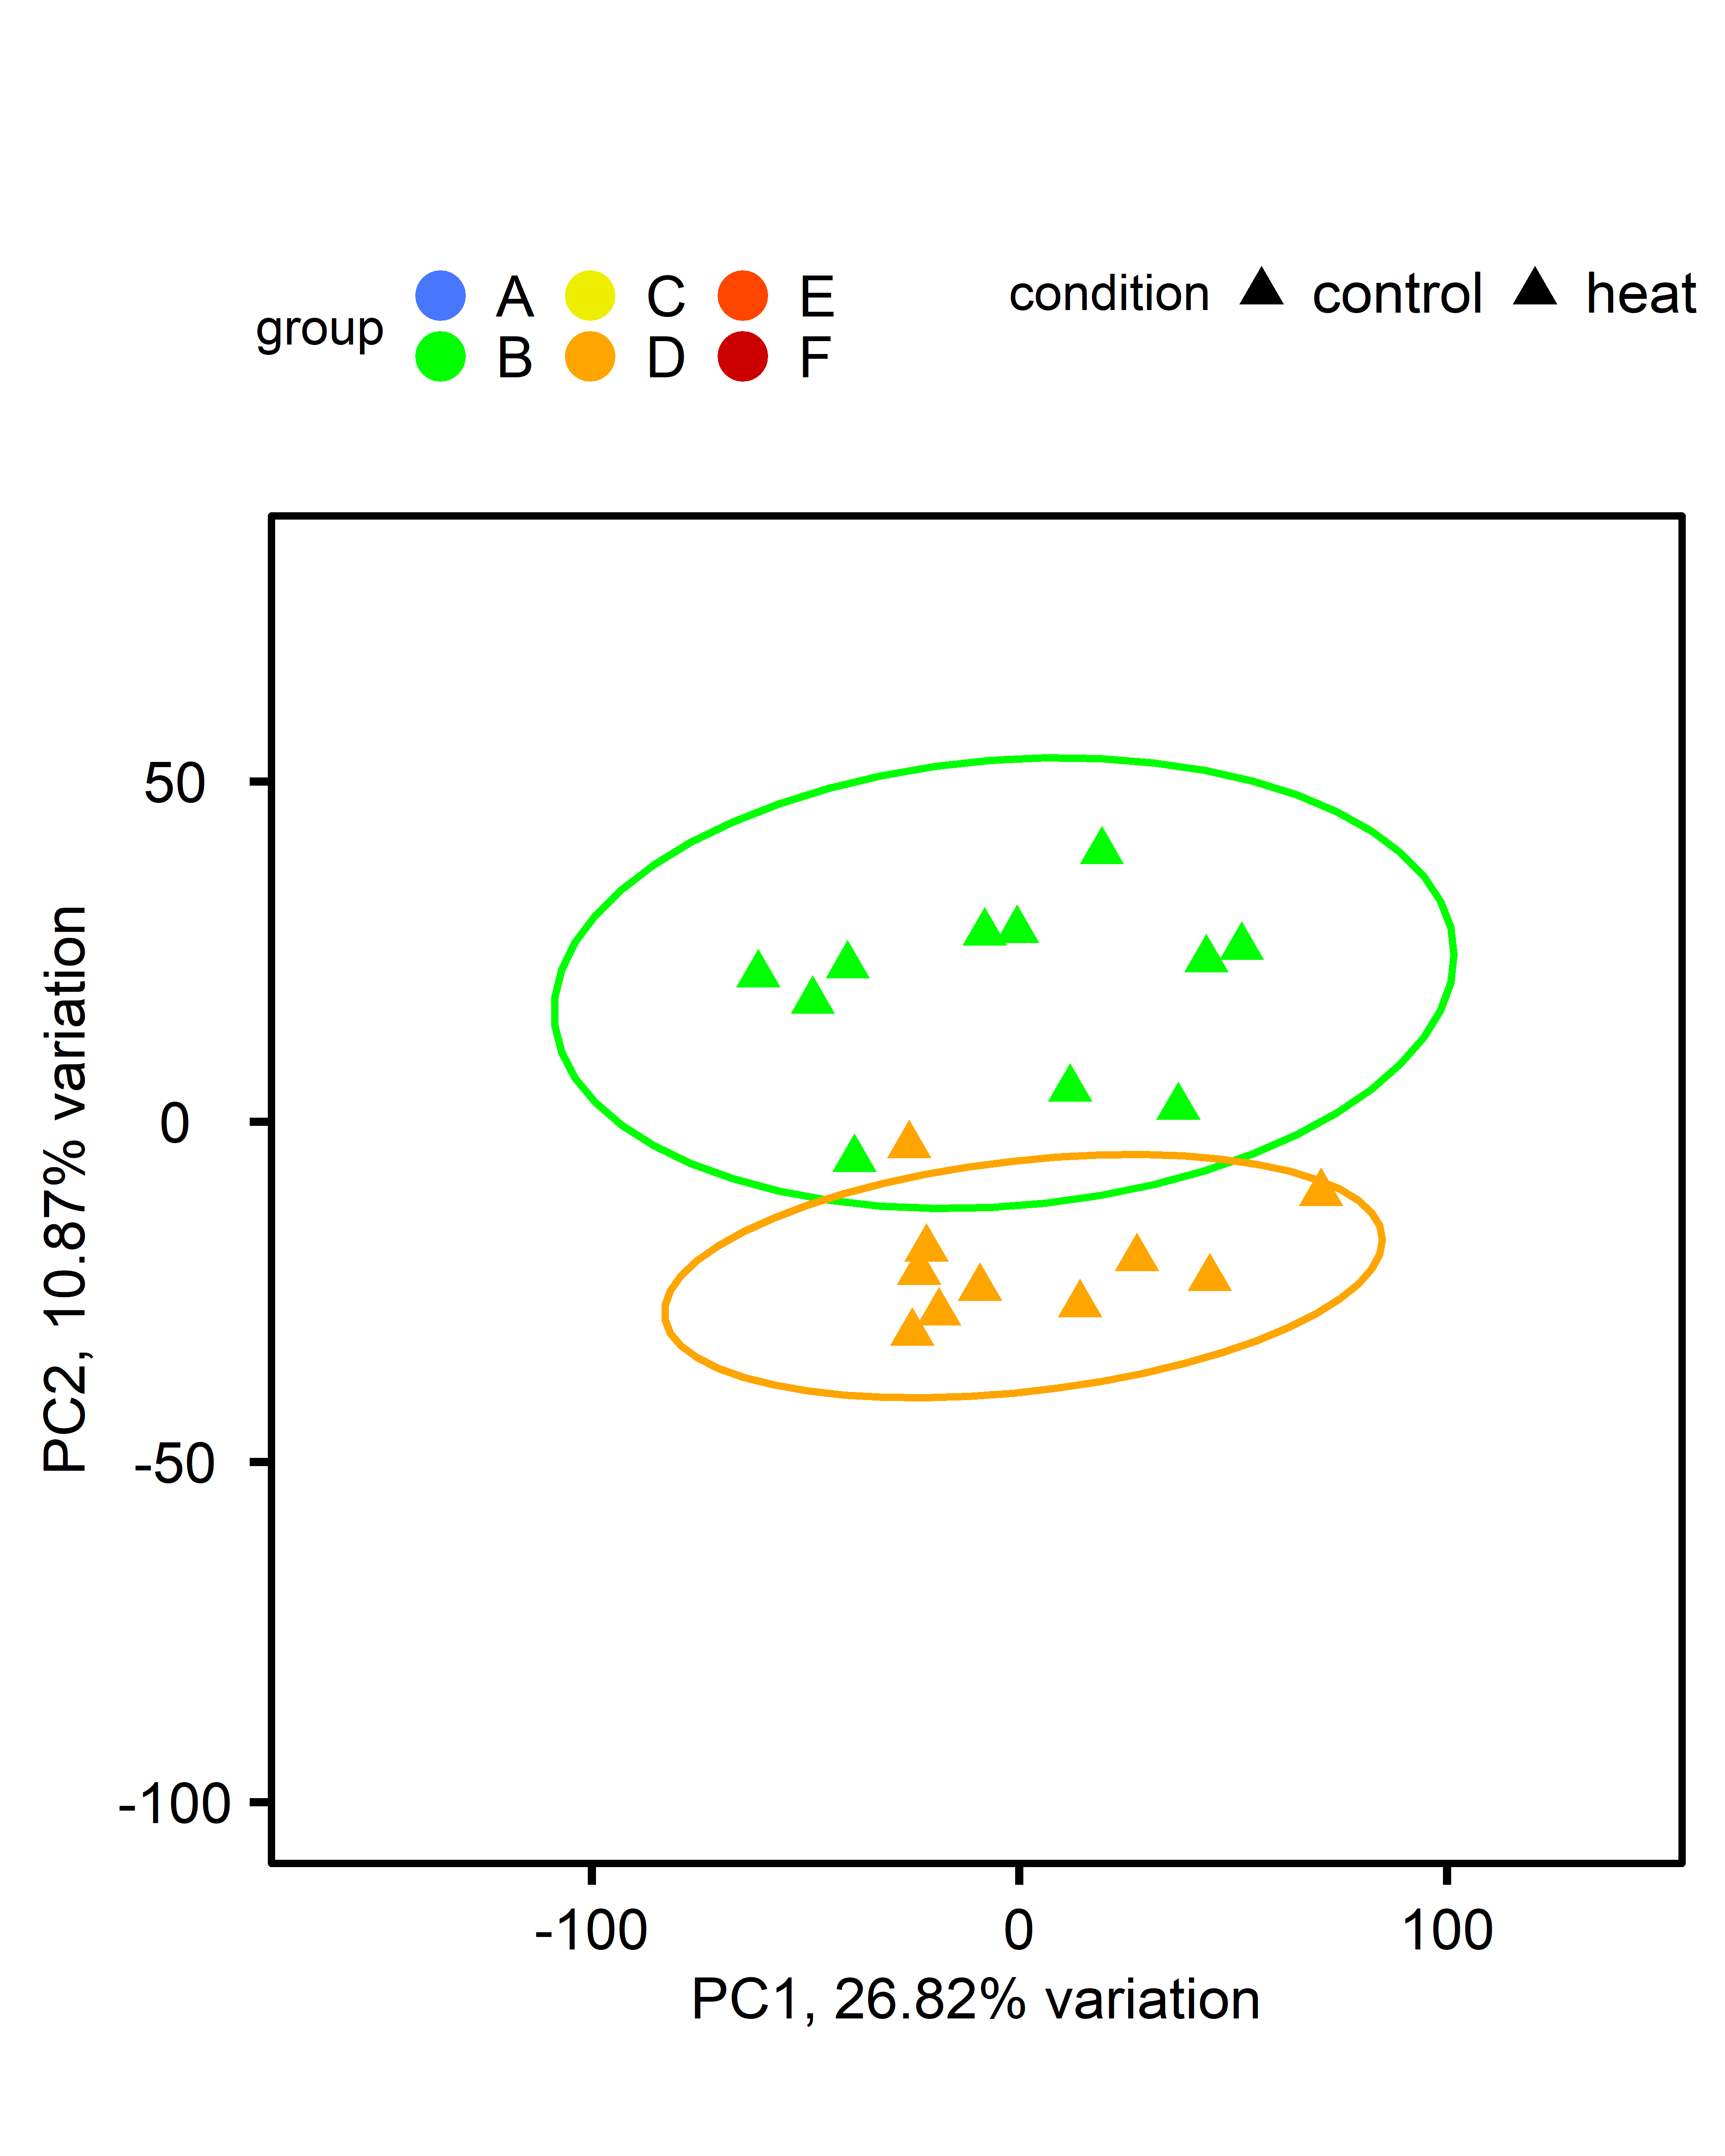 group A C E condition control heat
B D F
50
0
-50
-100
PC2, 10.87% variation
-100 0 100
PC1, 26.82% variation